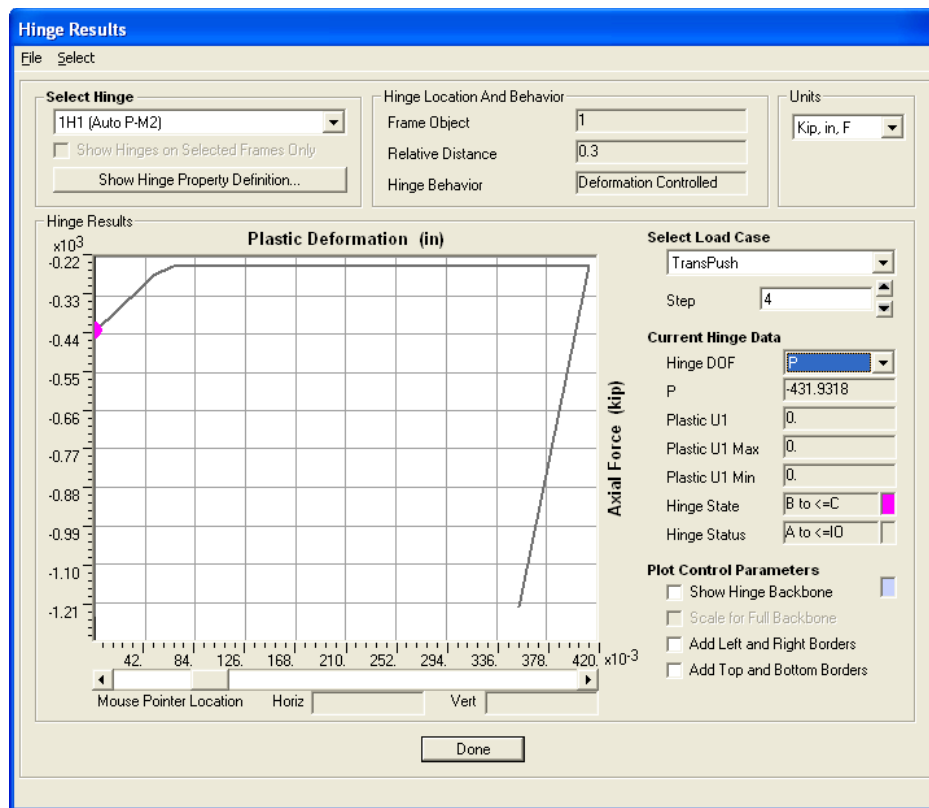 Hinge Results
File Select
Select Hinge
1H1 (Auto P-M2)
Show Hinges on Selected Frames Only
Show Hinge Property Definition...
Hinge Location And Behavior
Frame Object 1
Relative Distance 0.3
Hinge Behavior Deformation Controlled
Units
Kip, in, F
Hinge Results
Plastic Deformation (in)
x10³
-0.22
-0.33
-0.44
-0.55
-0.66
-0.77
-0.88
-0.99
-1.10
-1.21
42. 84. 126. 168. 210. 252. 294. 336. 378. 420. x10⁻³
Axial Force (kip)
Mouse Pointer Location Horiz Vert
Select Load Case
TransPush
Step 4
Current Hinge Data
Hinge DOF P
P -431.9318
Plastic U1 0.
Plastic U1 Max 0.
Plastic U1 Min 0.
Hinge State B to <=C
Hinge Status A to <=IO
Plot Control Parameters
Show Hinge Backbone
Scale for Full Backbone
Add Left and Right Borders
Add Top and Bottom Borders
Done